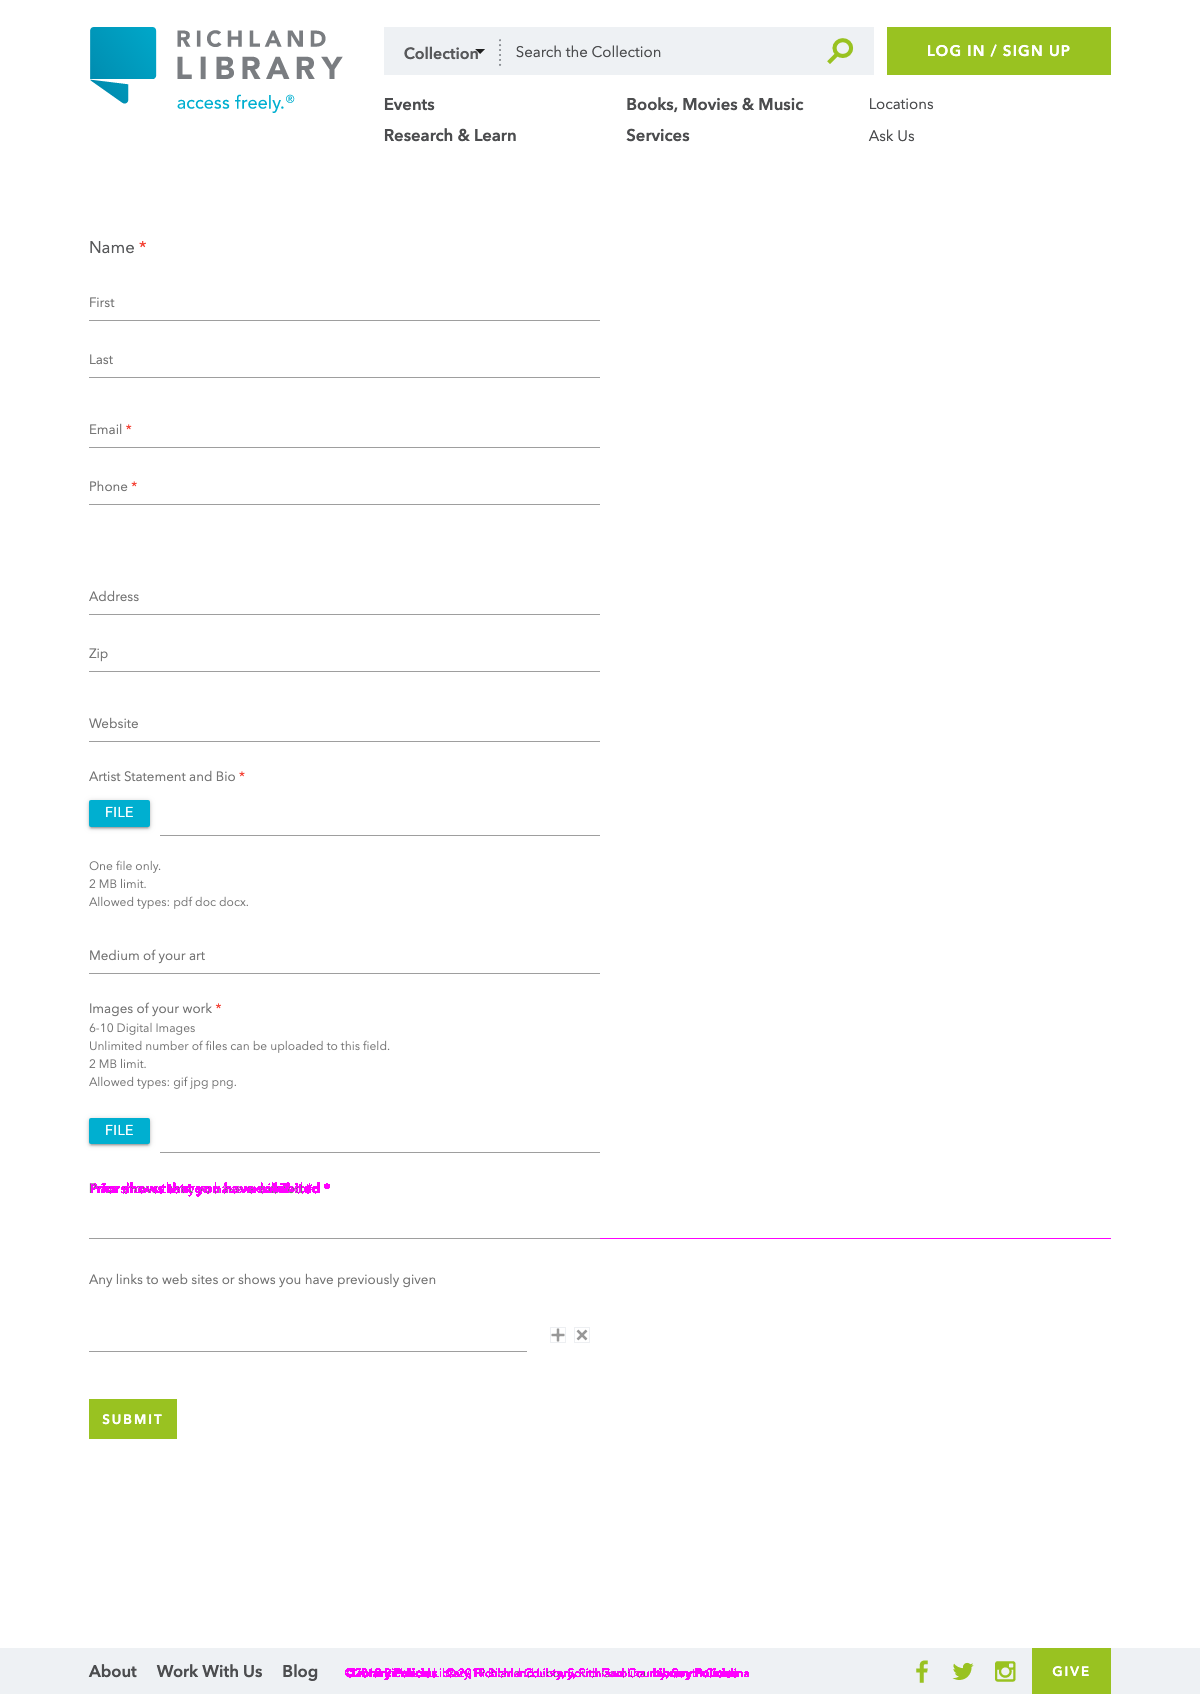 RICHLAND
LIBRARY
access freely.®
Collection Search the Collection
LOG IN / SIGN UP
Events Books, Movies & Music Locations
Research & Learn Services Ask Us
Name *
First
Last
Email *
Phone *
Address
Zip
Website
Artist Statement and Bio *
FILE
One file only.
2 MB limit.
Allowed types: pdf doc docx.
Medium of your art
Images of your work *
6-10 Digital Images
Unlimited number of files can be uploaded to this field.
2 MB limit.
Allowed types: gif jpg png.
FILE
Any links to web sites or shows you have previously given
SUBMIT
About Work With Us Blog
GIVE